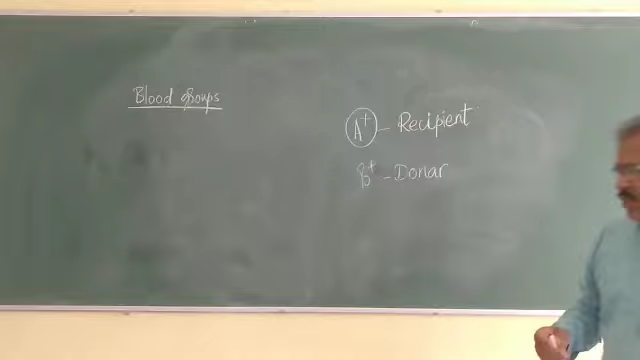 Blood groups
A+ - Recipient
B+ - Donar